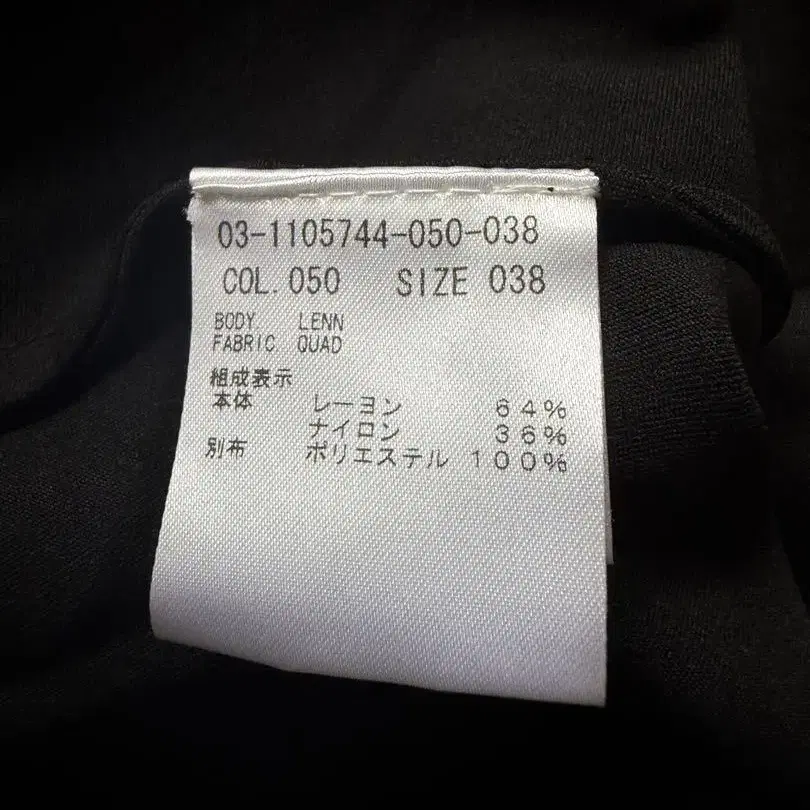 03-1105744-050-038
COL.050 SIZE 038
BODY LENN
FABRIC QUAD
組成表示
本体 レーヨン 64%
ナイロン 36%
別布 ポリエステル 100%